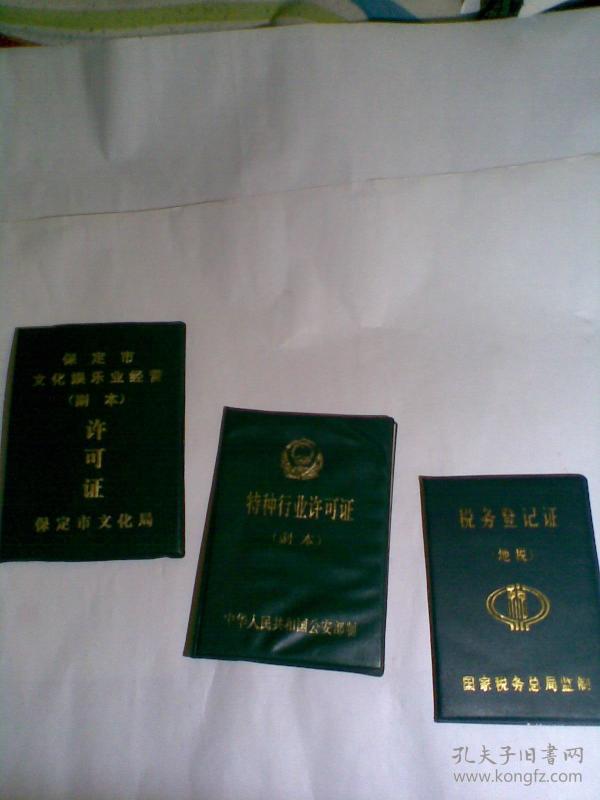 保定市
文化娱乐业经营
(副本)
许
可
证
保定市文化局
特种行业许可证
(副本)
中华人民共和国公安部制
税务登记证
地税)
税
国家税务总局监制
孔夫子旧書网
www.kongfz.com